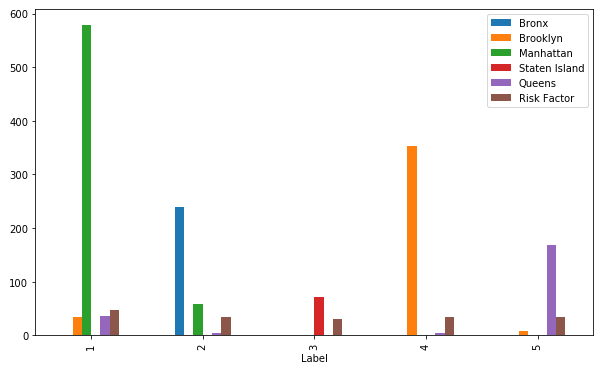 600
500
400
300
200
100
0
Bronx
Brooklyn
Manhattan
Staten Island
Queens
Risk Factor
1
2
3
4
5
Label